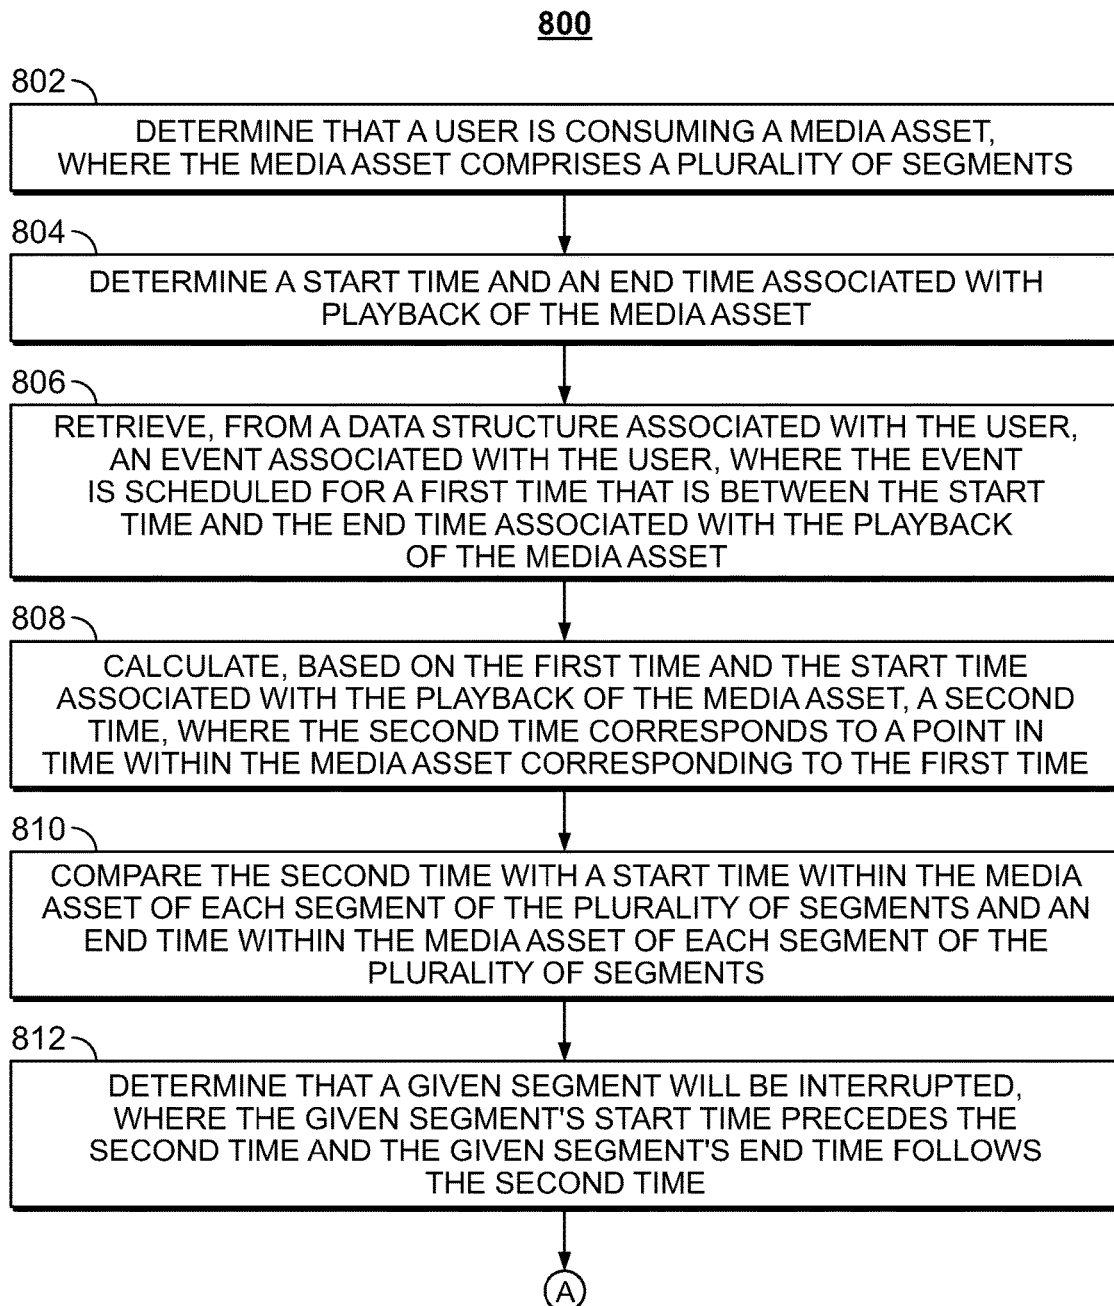 800
802
DETERMINE THAT A USER IS CONSUMING A MEDIA ASSET,
WHERE THE MEDIA ASSET COMPRISES A PLURALITY OF SEGMENTS
804
DETERMINE A START TIME AND AN END TIME ASSOCIATED WITH
PLAYBACK OF THE MEDIA ASSET
806
RETRIEVE, FROM A DATA STRUCTURE ASSOCIATED WITH THE USER,
AN EVENT ASSOCIATED WITH THE USER, WHERE THE EVENT
IS SCHEDULED FOR A FIRST TIME THAT IS BETWEEN THE START
TIME AND THE END TIME ASSOCIATED WITH THE PLAYBACK
OF THE MEDIA ASSET
808
CALCULATE, BASED ON THE FIRST TIME AND THE START TIME
ASSOCIATED WITH THE PLAYBACK OF THE MEDIA ASSET, A SECOND
TIME, WHERE THE SECOND TIME CORRESPONDS TO A POINT IN
TIME WITHIN THE MEDIA ASSET CORRESPONDING TO THE FIRST TIME
810
COMPARE THE SECOND TIME WITH A START TIME WITHIN THE MEDIA
ASSET OF EACH SEGMENT OF THE PLURALITY OF SEGMENTS AND AN
END TIME WITHIN THE MEDIA ASSET OF EACH SEGMENT OF THE
PLURALITY OF SEGMENTS
812
DETERMINE THAT A GIVEN SEGMENT WILL BE INTERRUPTED,
WHERE THE GIVEN SEGMENT'S START TIME PRECEDES THE
SECOND TIME AND THE GIVEN SEGMENT'S END TIME FOLLOWS
THE SECOND TIME
A